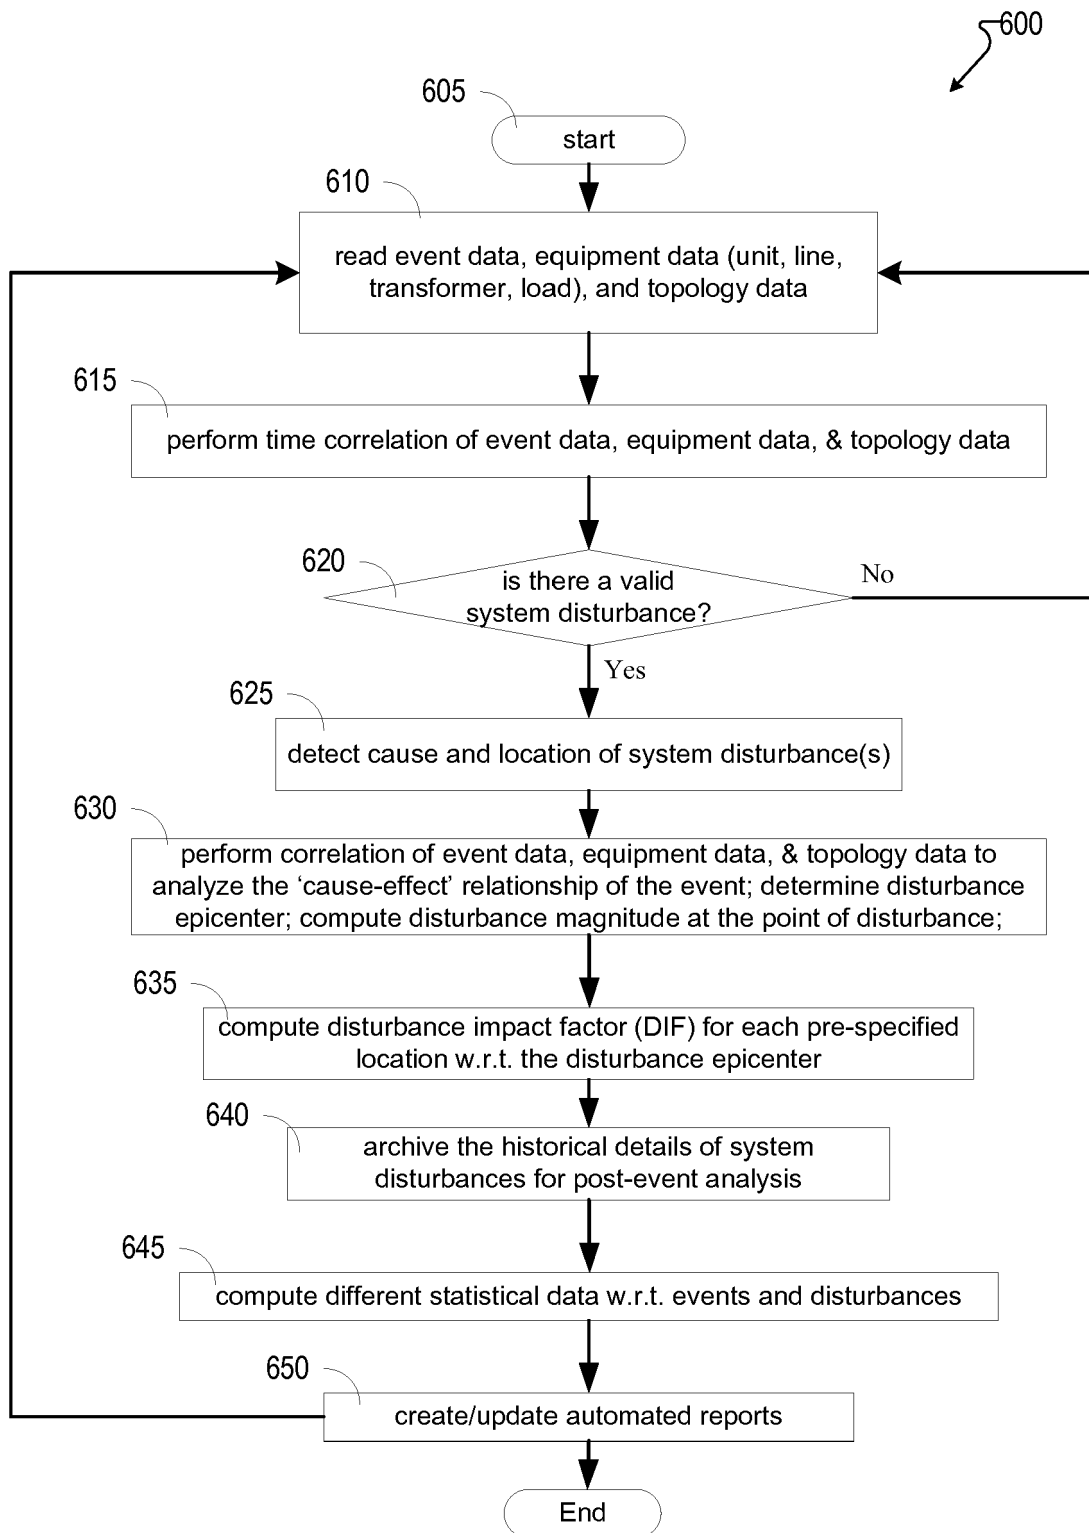 600
605
start
610
read event data, equipment data (unit, line,
transformer, load), and topology data
615
perform time correlation of event data, equipment data, & topology data
620
is there a valid
system disturbance?
No
Yes
625
detect cause and location of system disturbance(s)
630
perform correlation of event data, equipment data, & topology data to
analyze the ‘cause-effect’ relationship of the event; determine disturbance
epicenter; compute disturbance magnitude at the point of disturbance;
635
compute disturbance impact factor (DIF) for each pre-specified
location w.r.t. the disturbance epicenter
640
archive the historical details of system
disturbances for post-event analysis
645
compute different statistical data w.r.t. events and disturbances
650
create/update automated reports
End